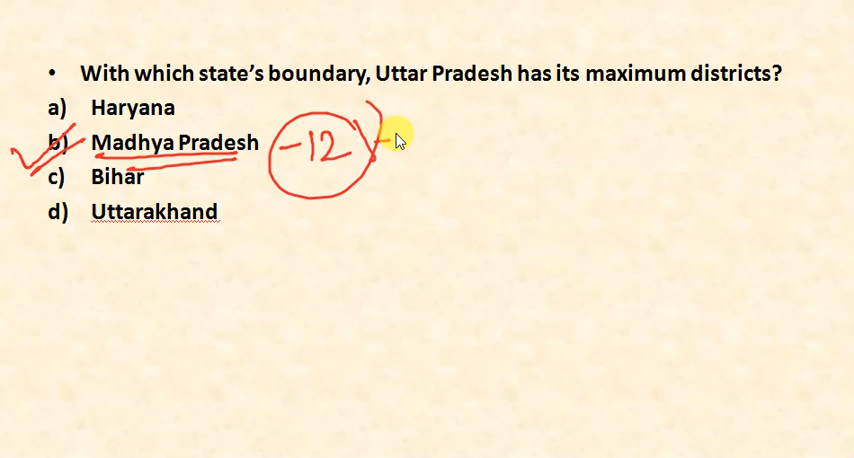 • With which state's boundary, Uttar Pradesh has its maximum districts?
a) Haryana
b) Madhya Pradesh -12
c) Bihar
d) Uttarakhand